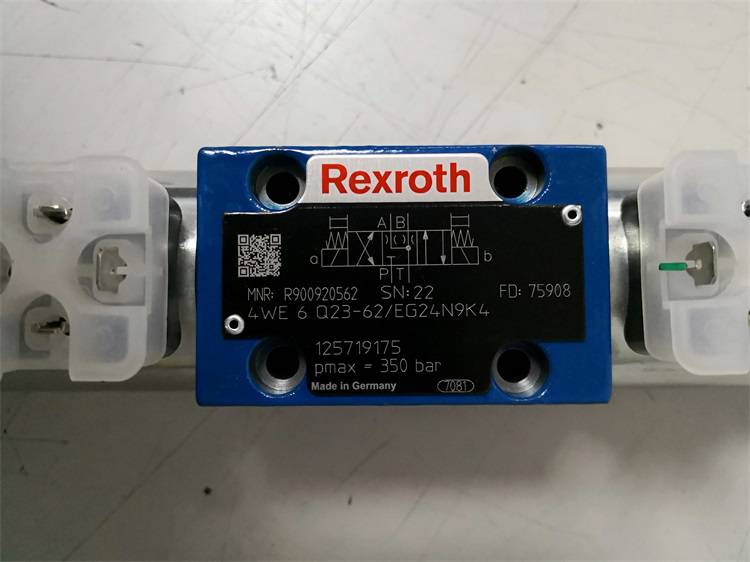 Rexroth
A B
a b
P T
MNR: R900920562 SN:22 FD: 75908
4WE 6 Q23-62/EG24N9K4
125719175
pmax = 350 bar
Made in Germany 7081